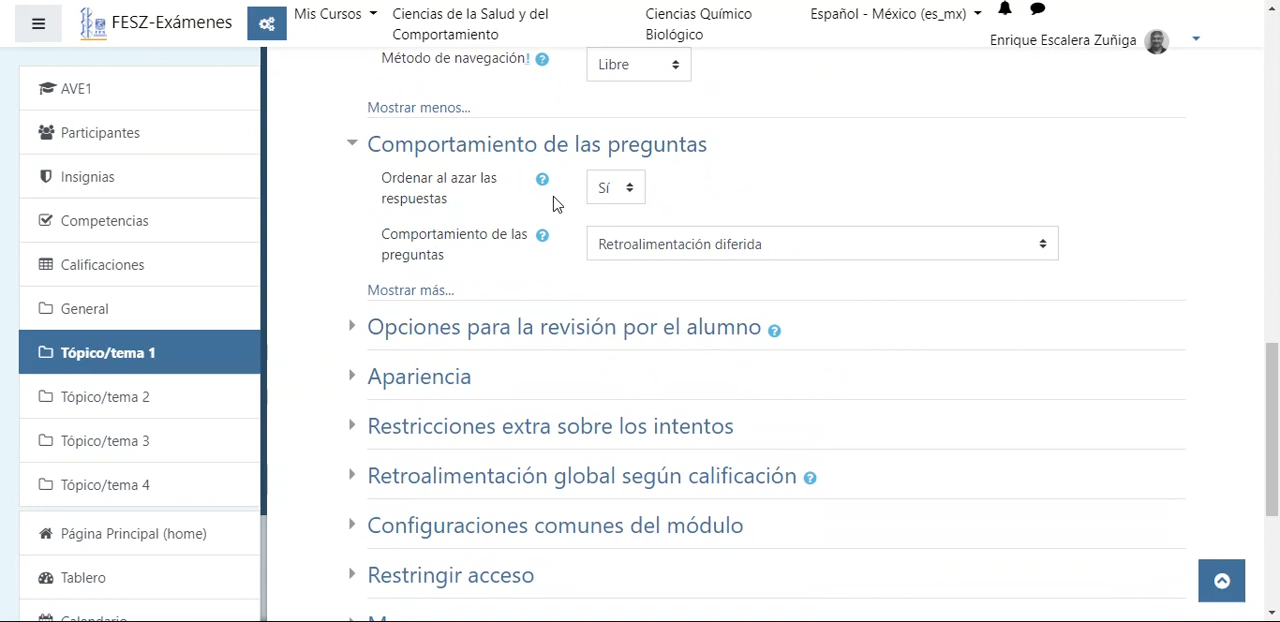 FESZ-Exámenes
Mis Cursos
Ciencias de la Salud y del
Comportamiento
Ciencias Químico
Biológico
Español - México (es_mx)
Enrique Escalera Zuñiga
AVE1
Participantes
Insignias
Competencias
Calificaciones
General
Tópico/tema 1
Tópico/tema 2
Tópico/tema 3
Tópico/tema 4
Página Principal (home)
Tablero
Calendario
Método de navegación! ?
Libre
Mostrar menos...
Comportamiento de las preguntas
Ordenar al azar las
respuestas
?
Sí
Comportamiento de las
preguntas
?
Retroalimentación diferida
Mostrar más...
Opciones para la revisión por el alumno ?
Apariencia
Restricciones extra sobre los intentos
Retroalimentación global según calificación ?
Configuraciones comunes del módulo
Restringir acceso